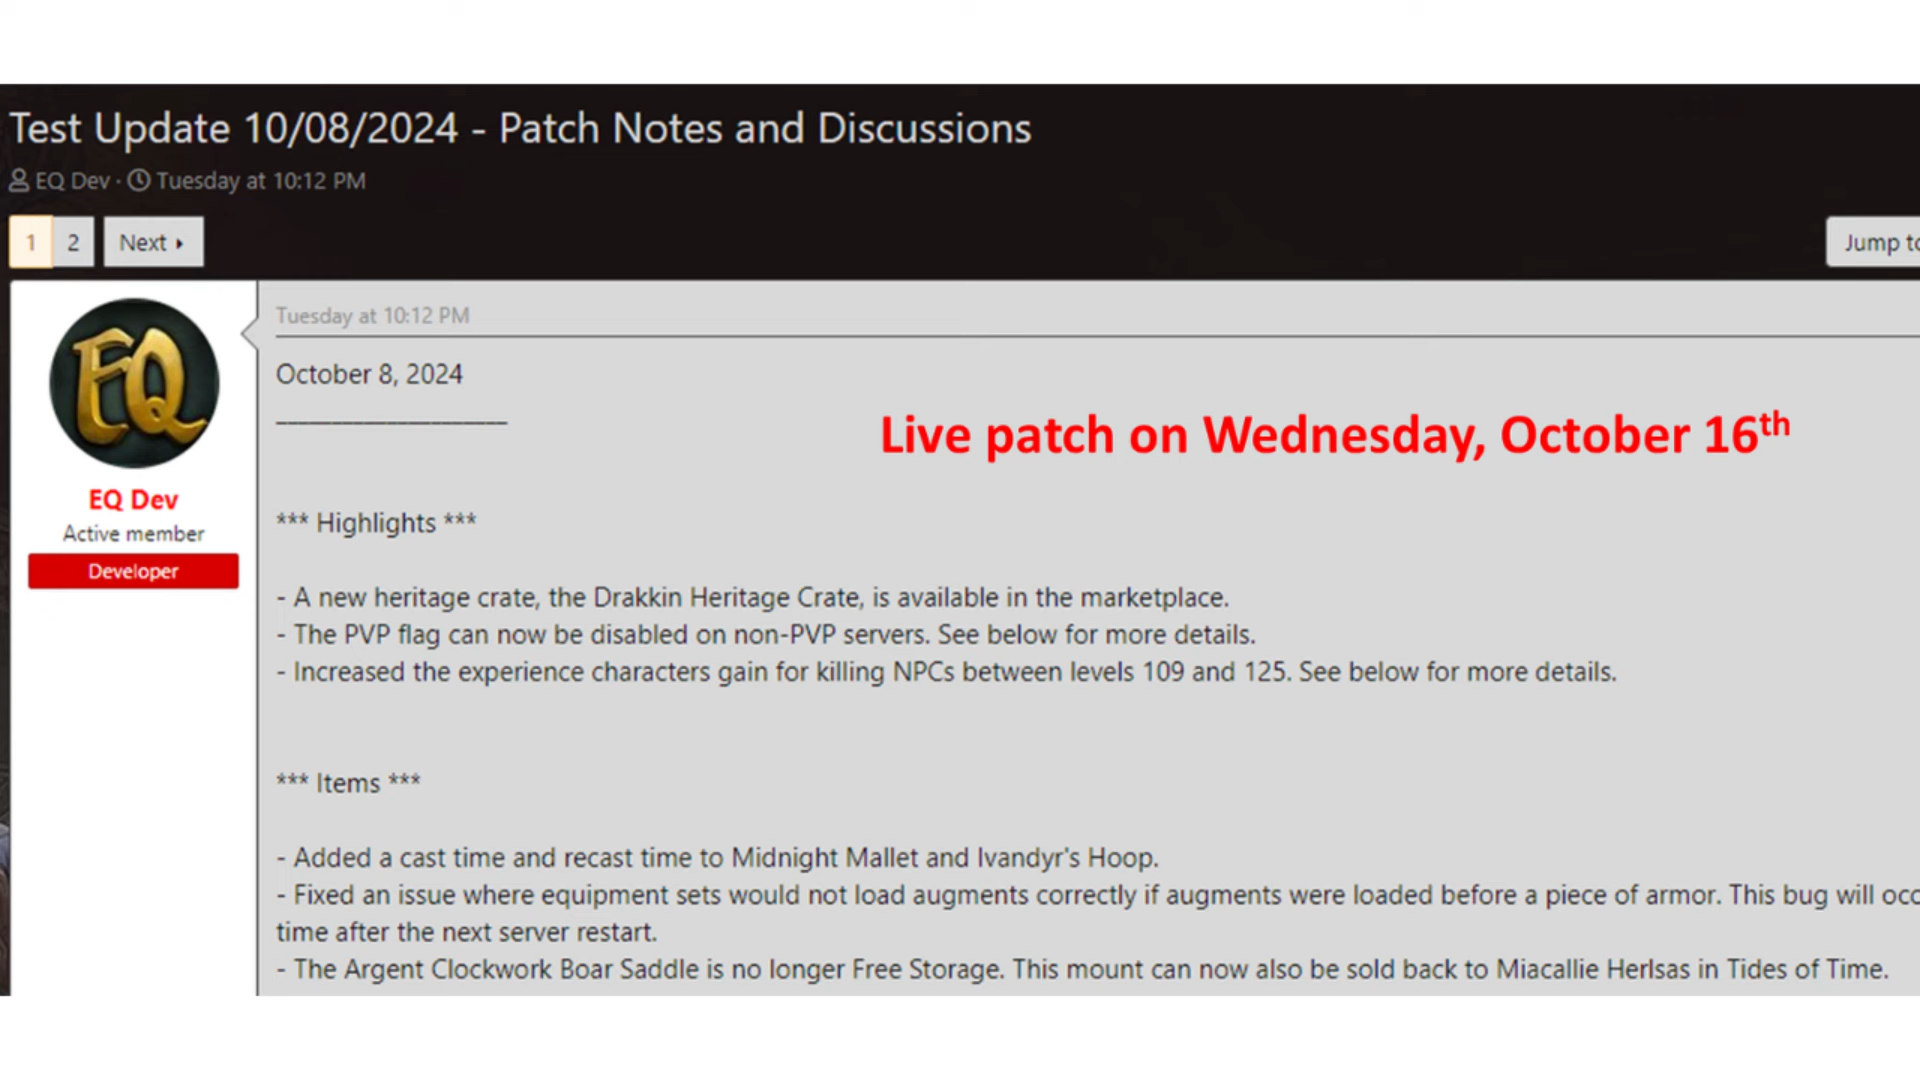 Test Update 10/08/2024 - Patch Notes and Discussions
EQ Dev · Tuesday at 10:12 PM
1 2 Next
Jump to
EQ
Tuesday at 10:12 PM
October 8, 2024
Live patch on Wednesday, October 16th
EQ Dev
Active member
Developer
*** Highlights ***
- A new heritage crate, the Drakkin Heritage Crate, is available in the marketplace.
- The PVP flag can now be disabled on non-PVP servers. See below for more details.
- Increased the experience characters gain for killing NPCs between levels 109 and 125. See below for more details.
*** Items ***
- Added a cast time and recast time to Midnight Mallet and Ivandyr's Hoop.
- Fixed an issue where equipment sets would not load augments correctly if augments were loaded before a piece of armor. This bug will
time after the next server restart.
- The Argent Clockwork Boar Saddle is no longer Free Storage. This mount can now also be sold back to Miacallie Herlsas in Tides of Time.